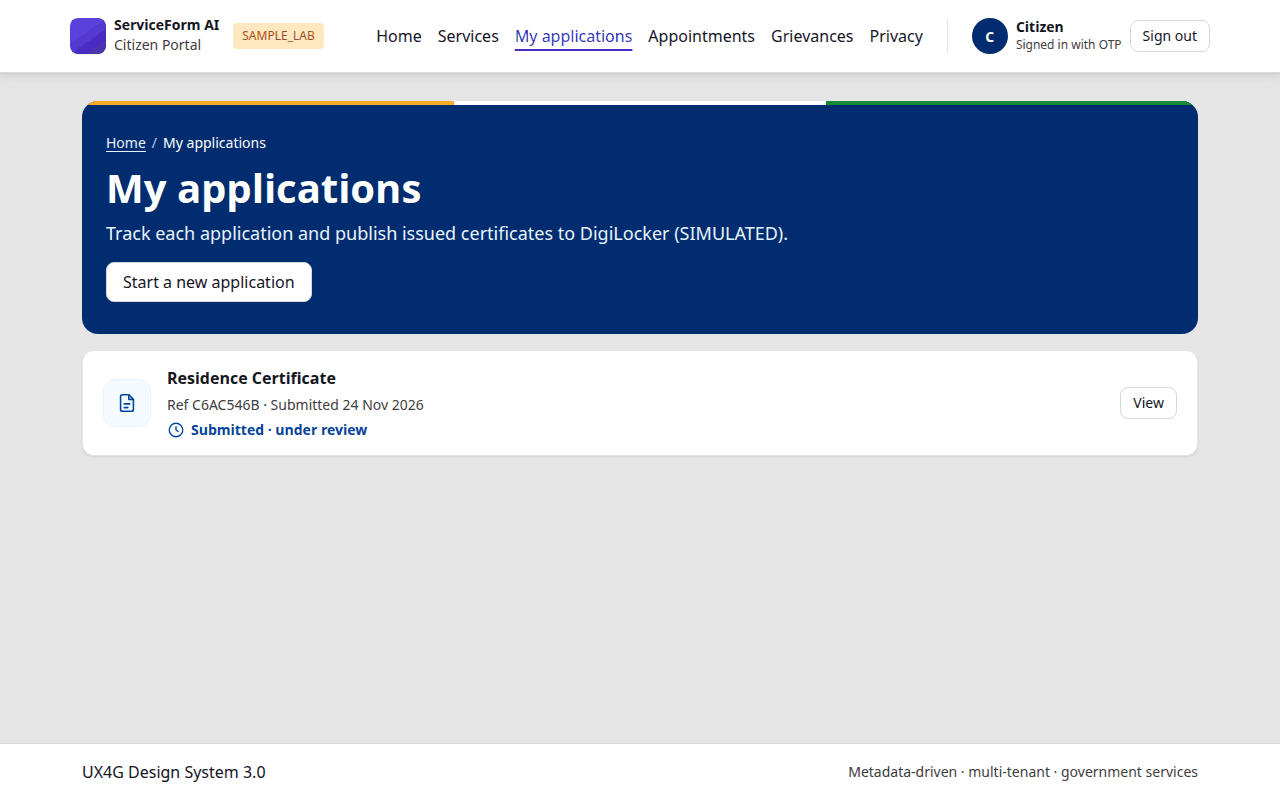 ServiceForm AI
Citizen Portal
SAMPLE_LAB
Home
Services
My applications
Appointments
Grievances
Privacy
C
Citizen
Signed in with OTP
Sign out
Home / My applications
My applications
Track each application and publish issued certificates to DigiLocker (SIMULATED).
Start a new application
Residence Certificate
Ref C6AC546B · Submitted 24 Nov 2026
Submitted · under review
View
UX4G Design System 3.0
Metadata-driven · multi-tenant · government services